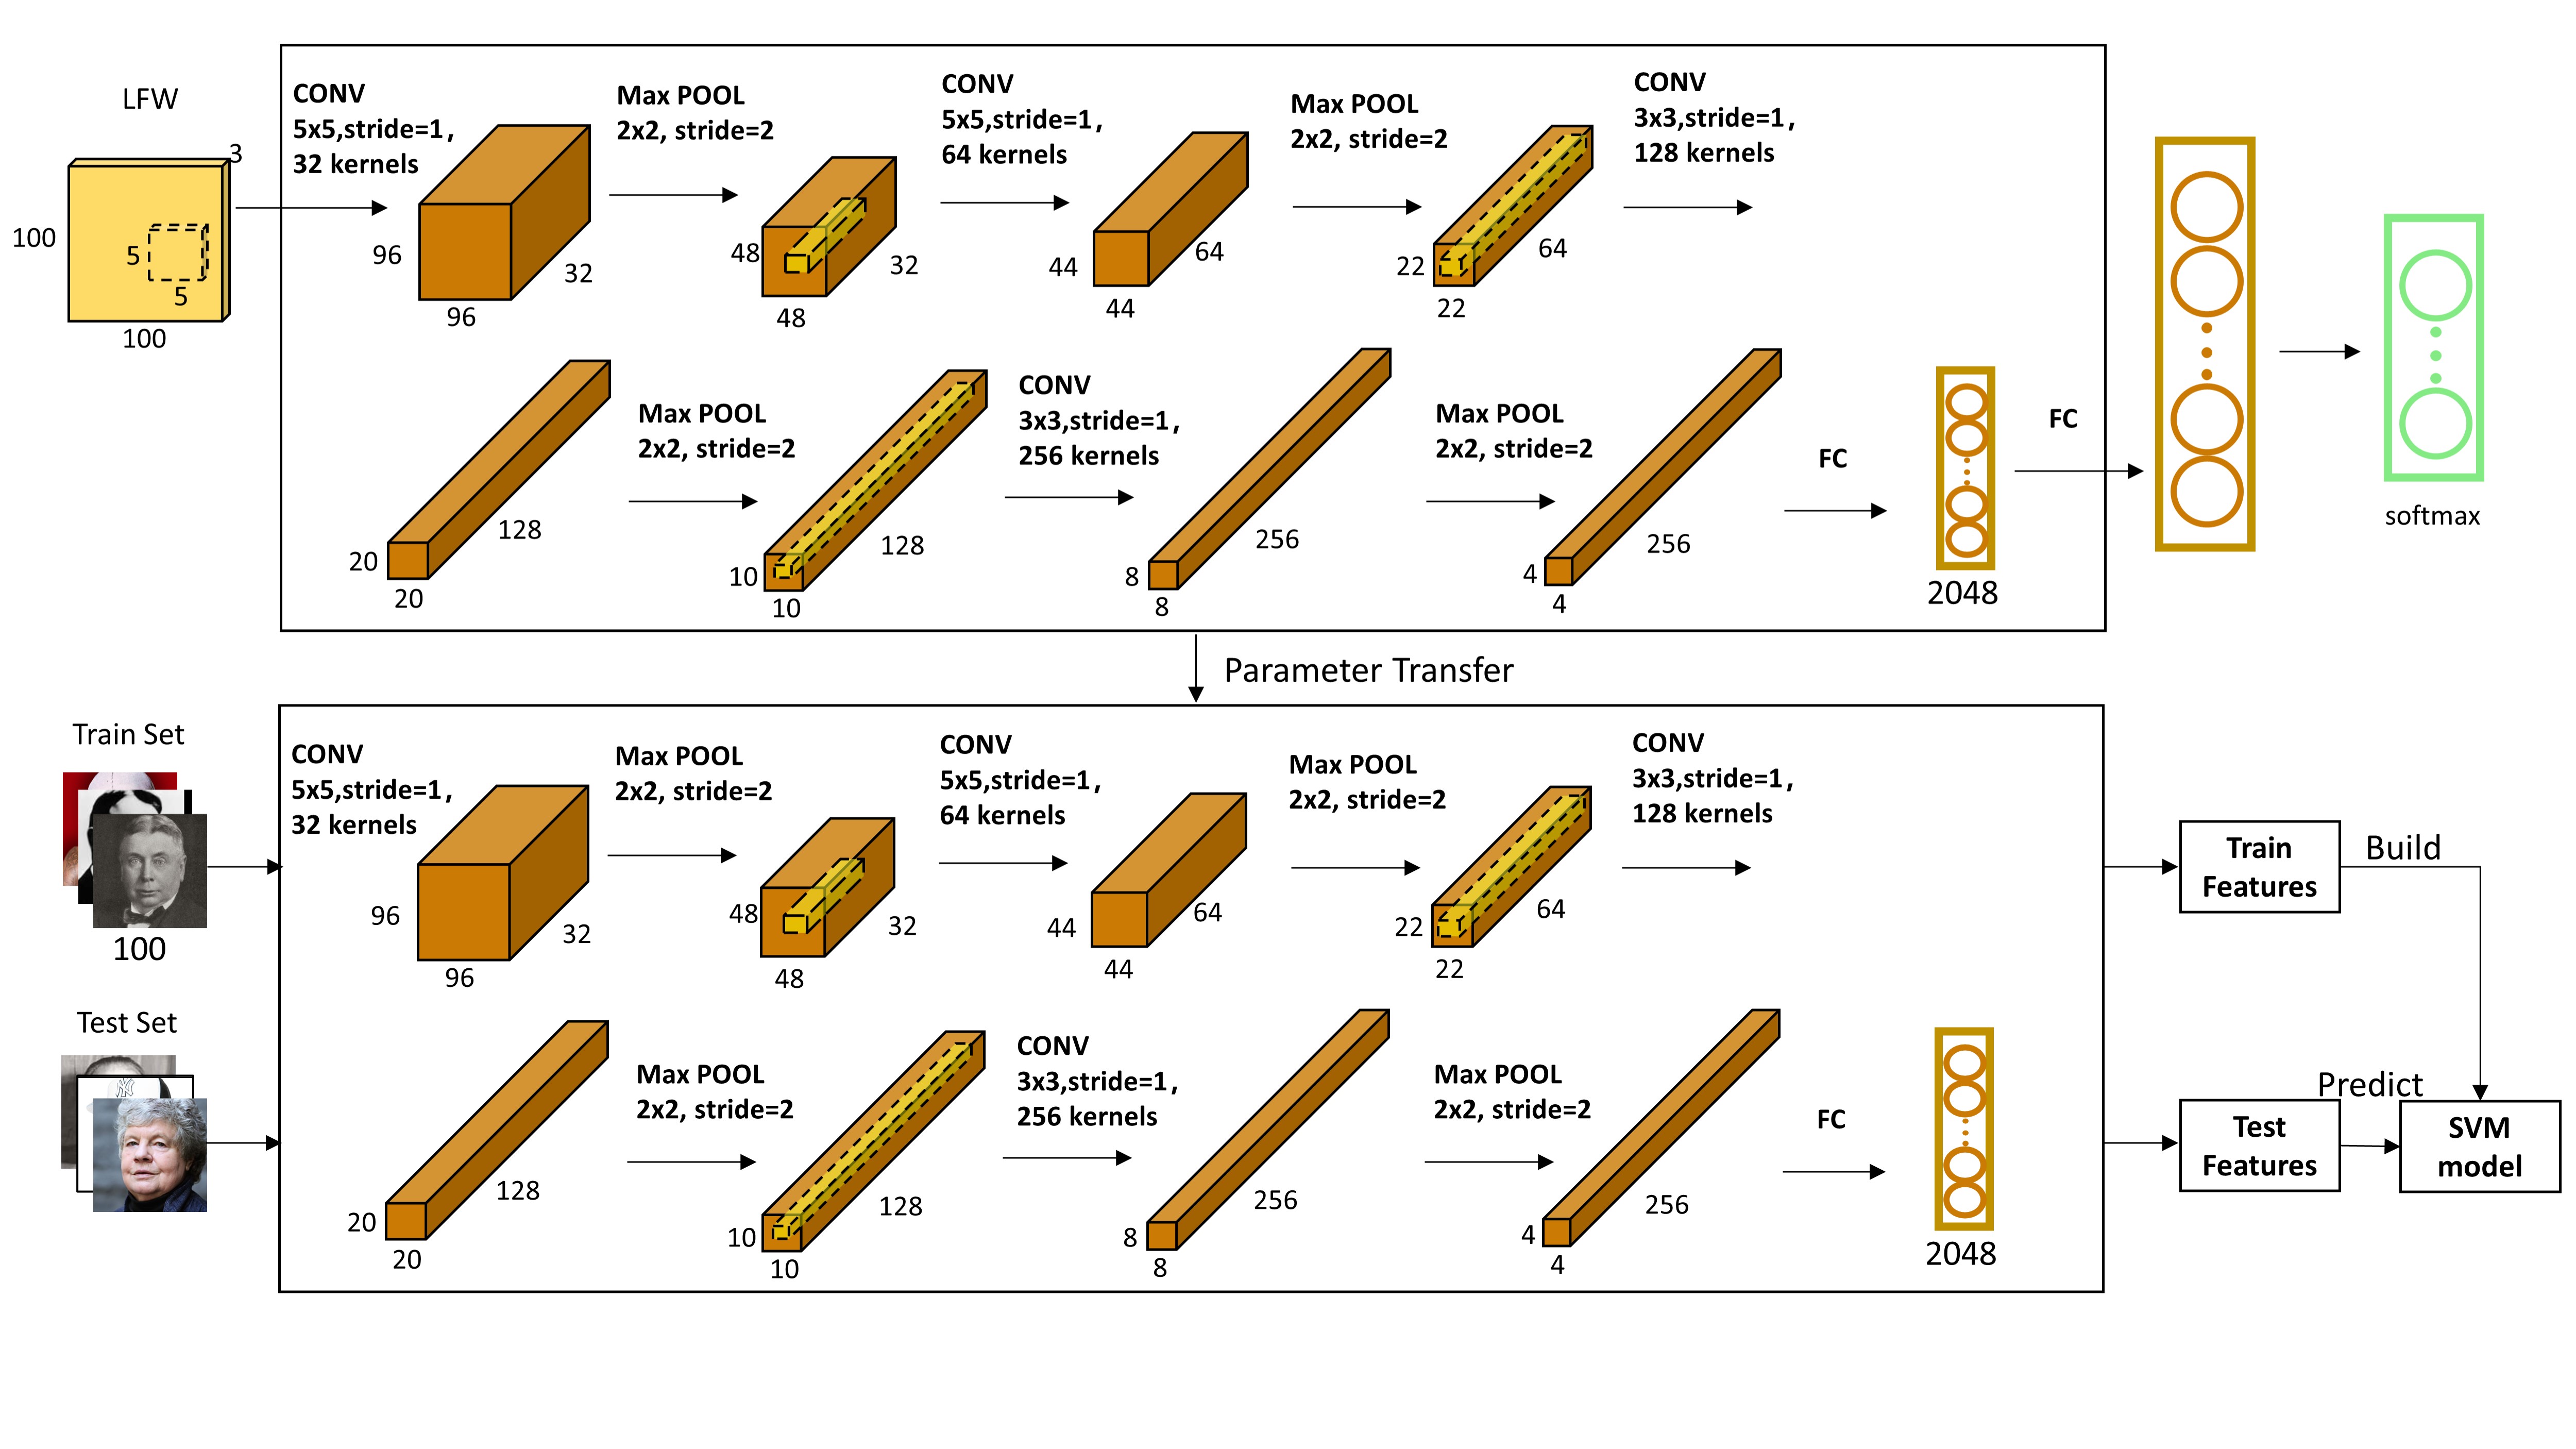 LFW
3
100
5
5
100
CONV
5x5,stride=1,
32 kernels
96
96
32
Max POOL
2x2, stride=2
48
48
32
CONV
5x5,stride=1,
64 kernels
44
44
64
Max POOL
2x2, stride=2
22
22
64
CONV
3x3,stride=1,
128 kernels
20
20
128
Max POOL
2x2, stride=2
10
10
128
CONV
3x3,stride=1,
256 kernels
8
8
256
Max POOL
2x2, stride=2
4
4
256
FC
2048
FC
softmax
Parameter Transfer
Train Set
100
Test Set
NY
CONV
5x5,stride=1,
32 kernels
96
96
32
Max POOL
2x2, stride=2
48
48
32
CONV
5x5,stride=1,
64 kernels
44
44
64
Max POOL
2x2, stride=2
22
22
64
CONV
3x3,stride=1,
128 kernels
20
20
128
Max POOL
2x2, stride=2
10
10
128
CONV
3x3,stride=1,
256 kernels
8
8
256
Max POOL
2x2, stride=2
4
4
256
FC
2048
Train
Features
Build
Test
Features
Predict
SVM
model